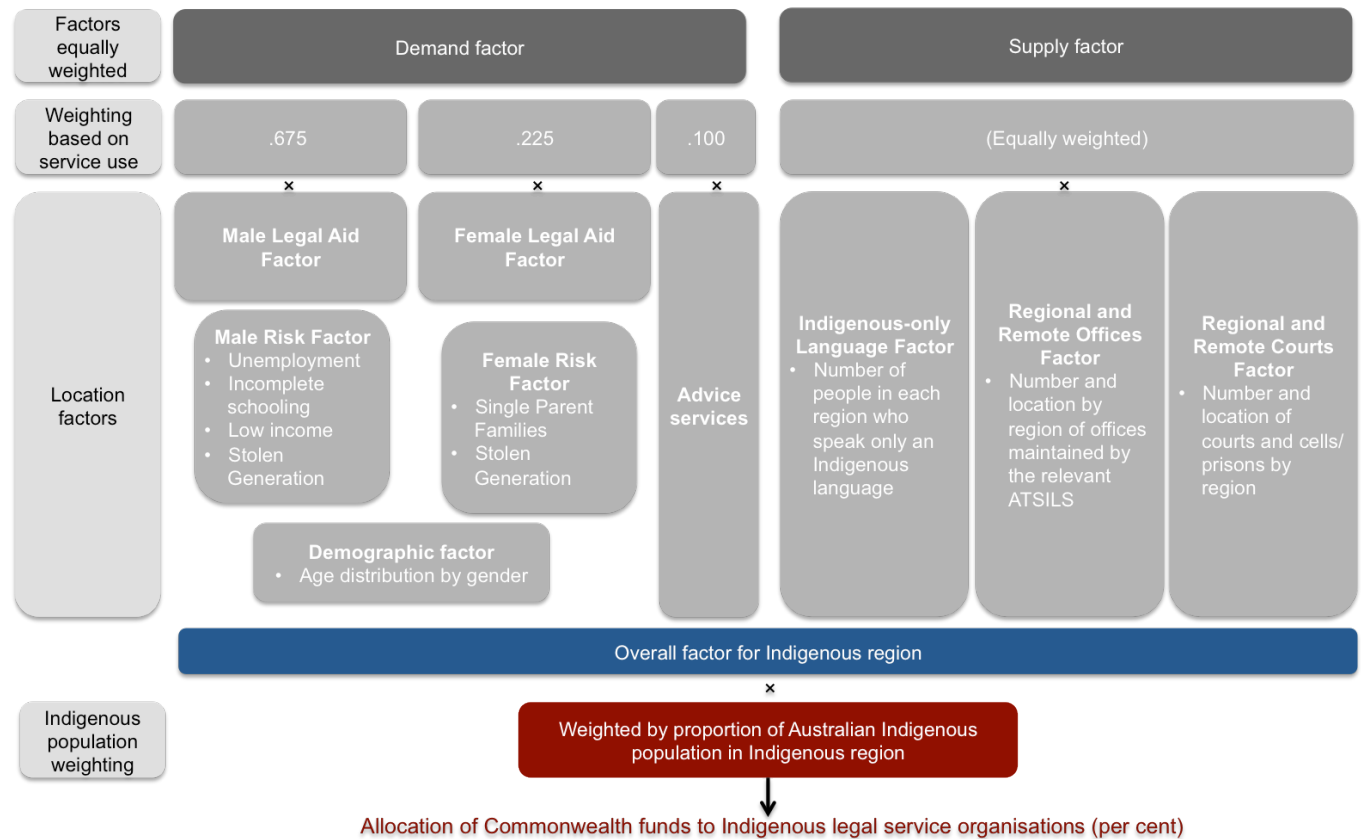 Factors
equally
weighted
Demand factor
Supply factor
Weighting
based on
service use
.675
.225
.100
(Equally weighted)
×
×
×
×
Location
factors
Male Legal Aid
Factor
Female Legal Aid
Factor
Male Risk Factor
• Unemployment
• Incomplete
schooling
• Low income
• Stolen
Generation
Female Risk
Factor
• Single Parent
Families
• Stolen
Generation
Demographic factor
• Age distribution by gender
Advice
services
Indigenous-only
Language Factor
• Number of
people in each
region who
speak only an
Indigenous
language
Regional and
Remote Offices
Factor
• Number and
location by
region of offices
maintained by
the relevant
ATSILS
Regional and
Remote Courts
Factor
• Number and
location of
courts and cells/
prisons by
region
Overall factor for Indigenous region
×
Indigenous
population
weighting
Weighted by proportion of Australian Indigenous
population in Indigenous region
Allocation of Commonwealth funds to Indigenous legal service organisations (per cent)